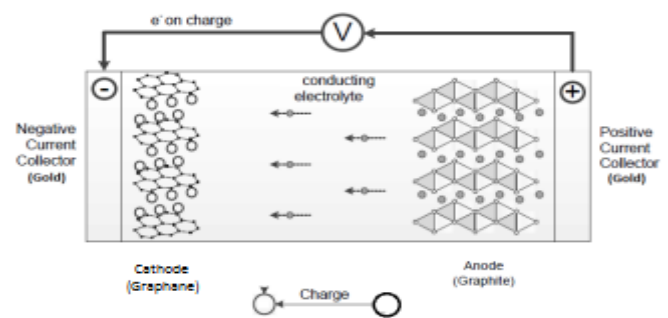 e⁻ on charge
V
-
conducting
electrolyte
+
Negative
Current
Collector
(Gold)
Positive
Current
Collector
(Gold)
Cathode
(Graphane)
Anode
(Graphite)
Charge